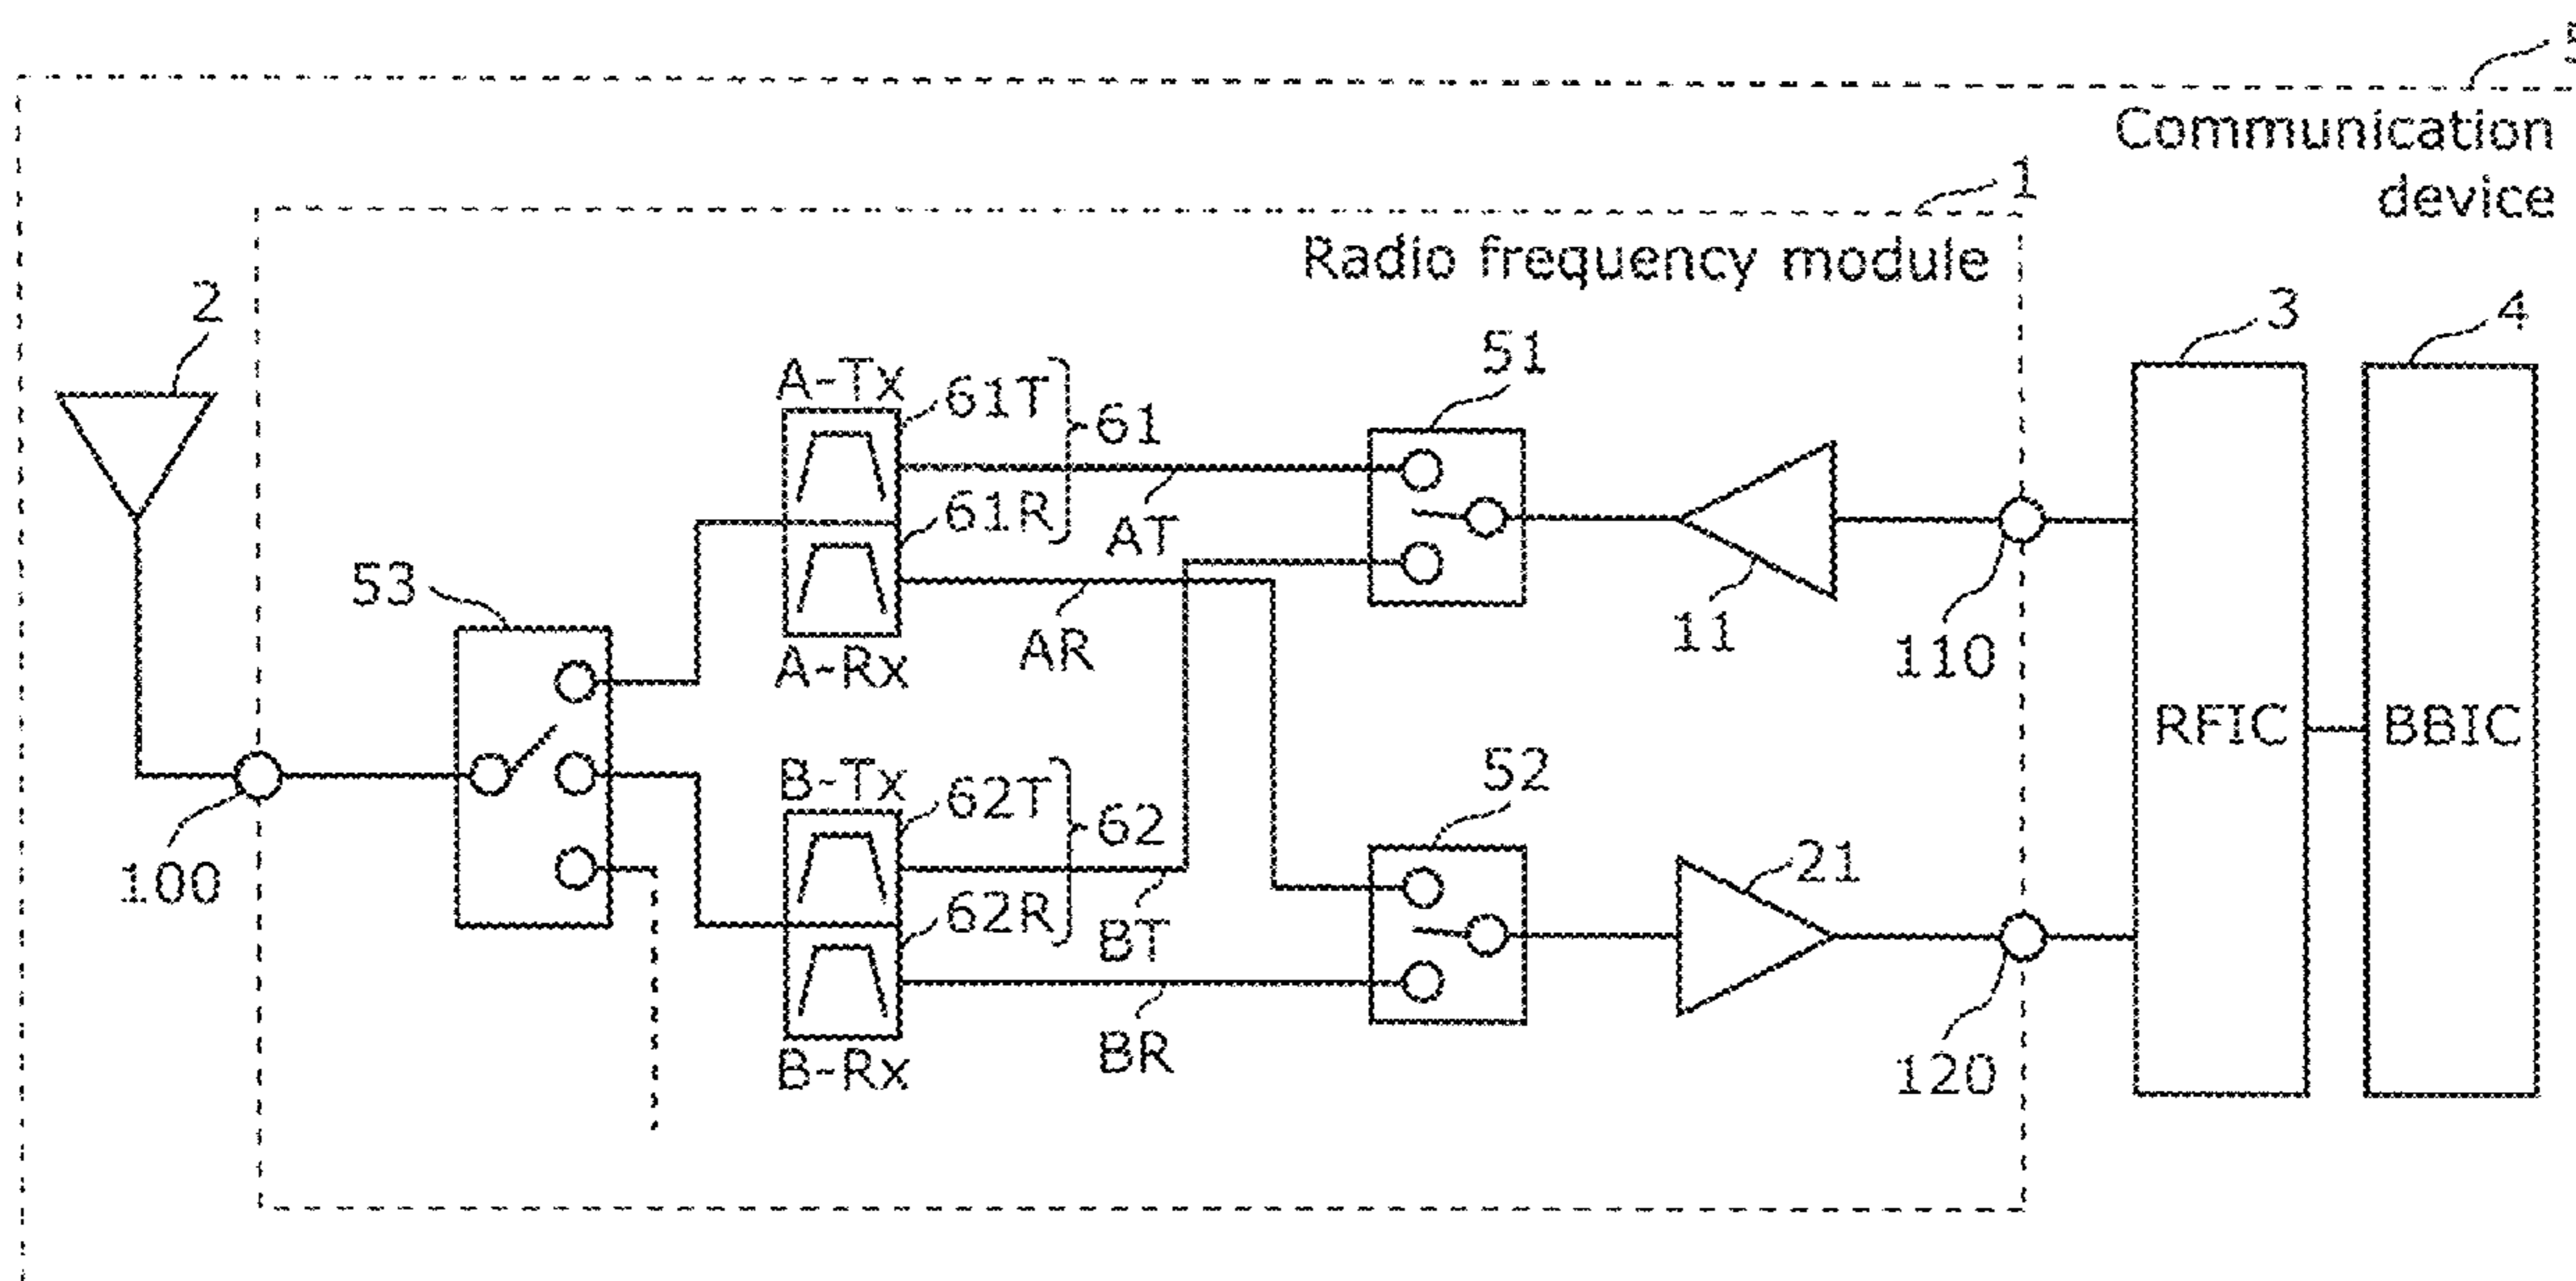 5
Communication
device
1
Radio frequency module
2
3
4
51
A-Tx
61T
61
61R
AT
53
11
110
AR
A-Rx
RFIC
BBIC
52
B-Tx
62T
62
21
100
62R
BT
BR
B-Rx
120